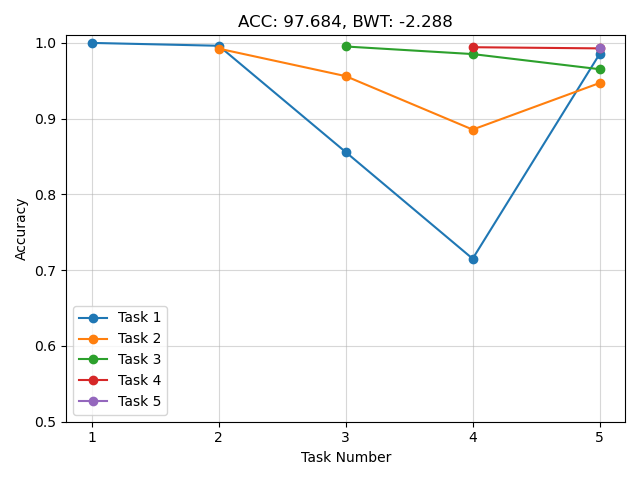 ACC: 97.684, BWT: -2.288
Accuracy
1.0
0.9
0.8
0.7
0.6
0.5
Task 1
Task 2
Task 3
Task 4
Task 5
1 2 3 4 5
Task Number